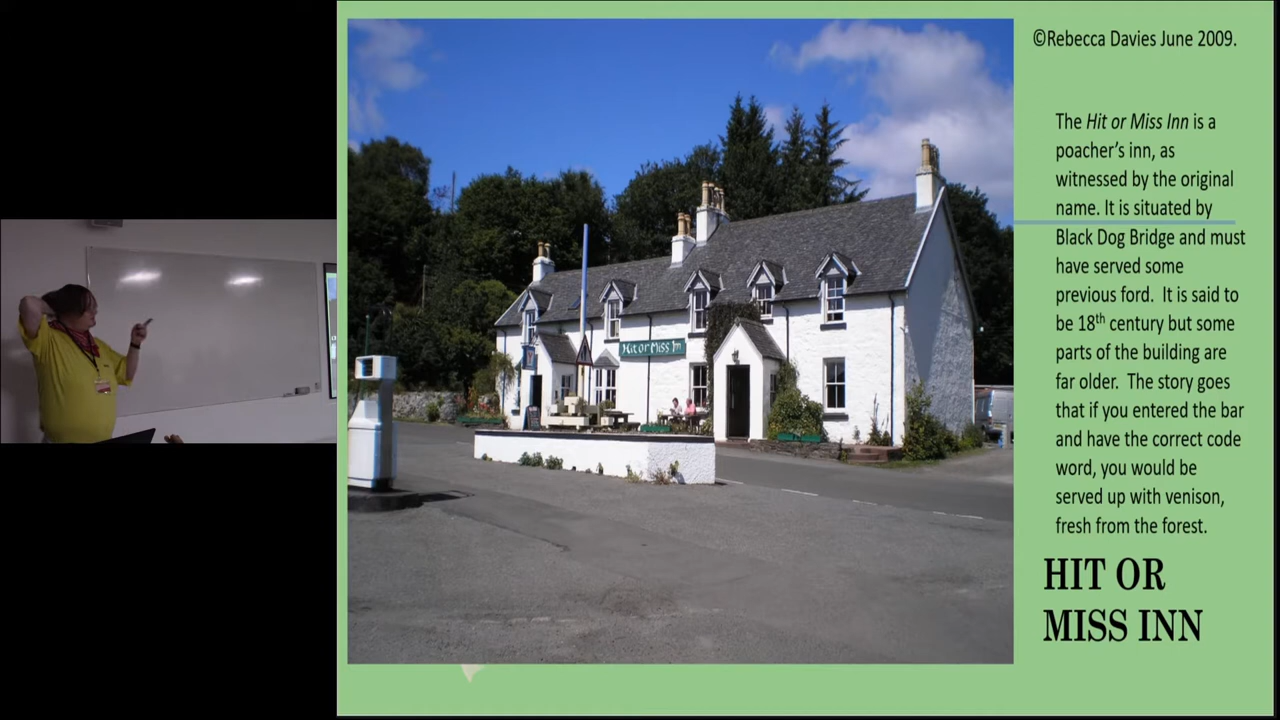 ©Rebecca Davies June 2009.
The Hit or Miss Inn is a
poacher’s inn, as
witnessed by the original
name. It is situated by
Black Dog Bridge and must
have served some
previous ford. It is said to
be 18th century but some
parts of the building are
far older. The story goes
that if you entered the bar
and have the correct code
word, you would be
served up with venison,
fresh from the forest.
HIT OR
MISS INN
Hit or Miss Inn